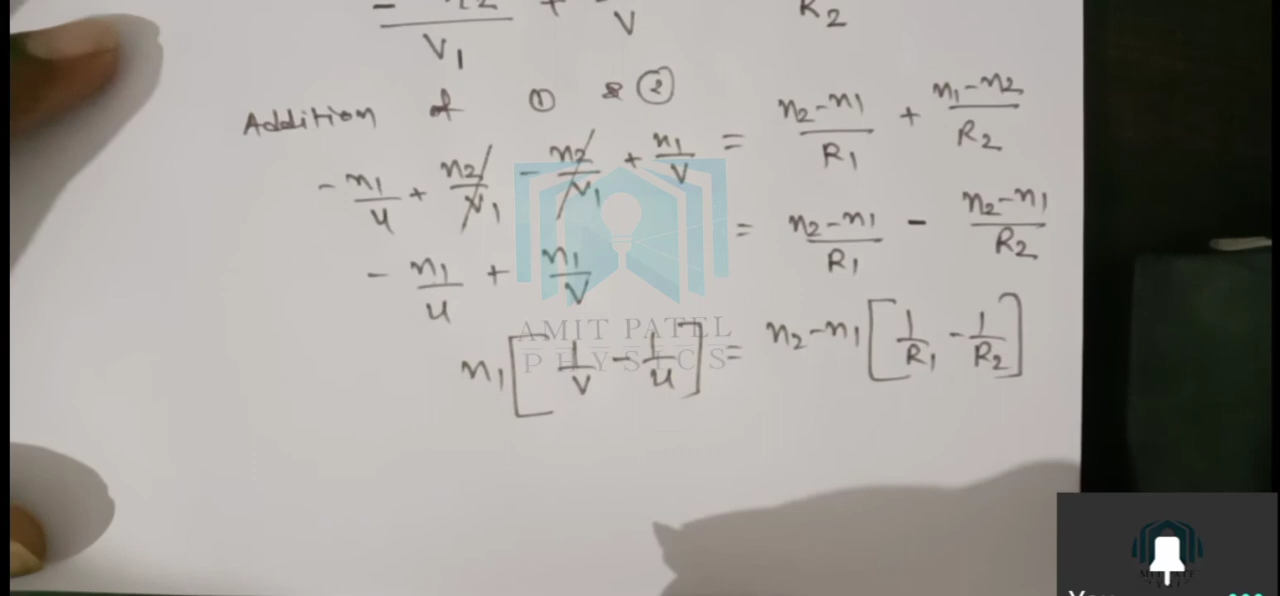 V₁ + V R₂
Addition of ① & ②
- n₁/u + n₂/v₁ - n₂/v₁ + n₁/v = n₂-n₁/R₁ + n₁-n₂/R₂
- n₁/u + n₁/v = n₂-n₁/R₁ - n₂-n₁/R₂
n₁[1/v - 1/u] = n₂-n₁[1/R₁ - 1/R₂]
AMIT PATEL
PHYSICS